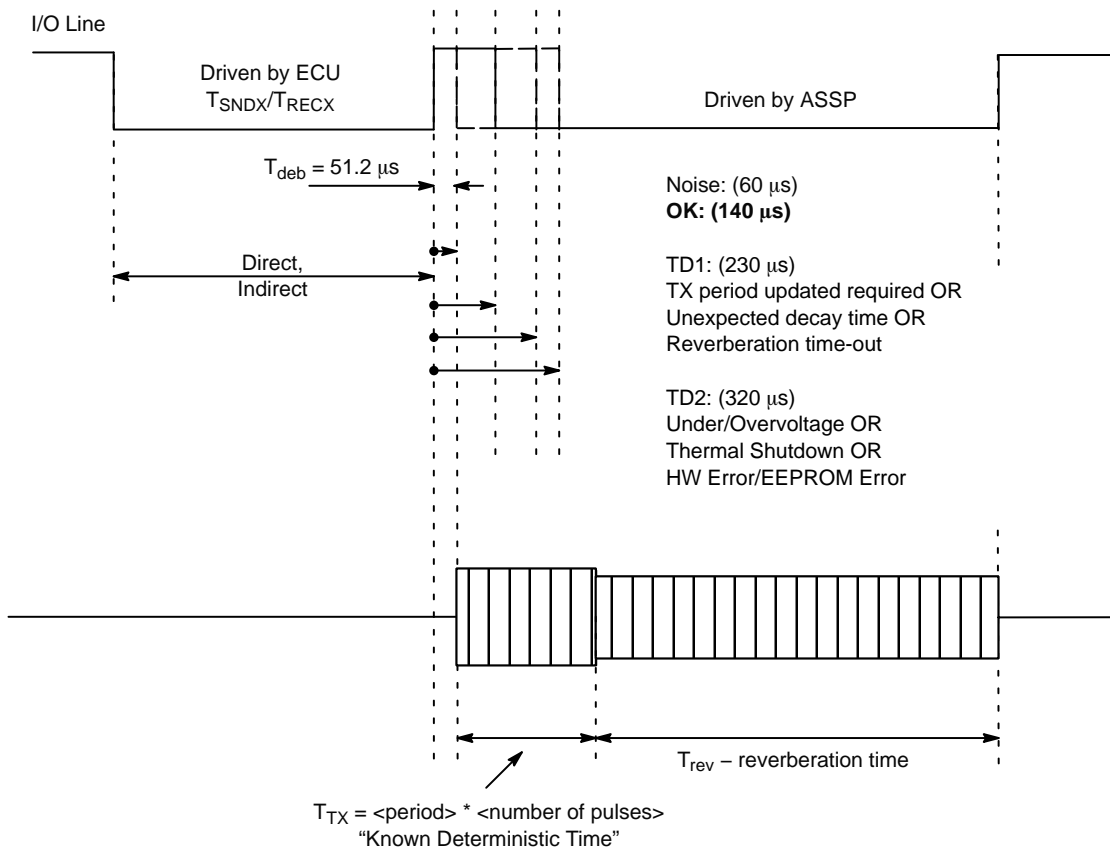 I/O Line
Driven by ECU
TSNDX/TRECX
Driven by ASSP
Tdeb = 51.2 μs
Noise: (60 μs)
OK: (140 μs)
Direct,
Indirect
TD1: (230 μs)
TX period updated required OR
Unexpected decay time OR
Reverberation time-out
TD2: (320 μs)
Under/Overvoltage OR
Thermal Shutdown OR
HW Error/EEPROM Error
Trev – reverberation time
TTX = <period> * <number of pulses>
“Known Deterministic Time”